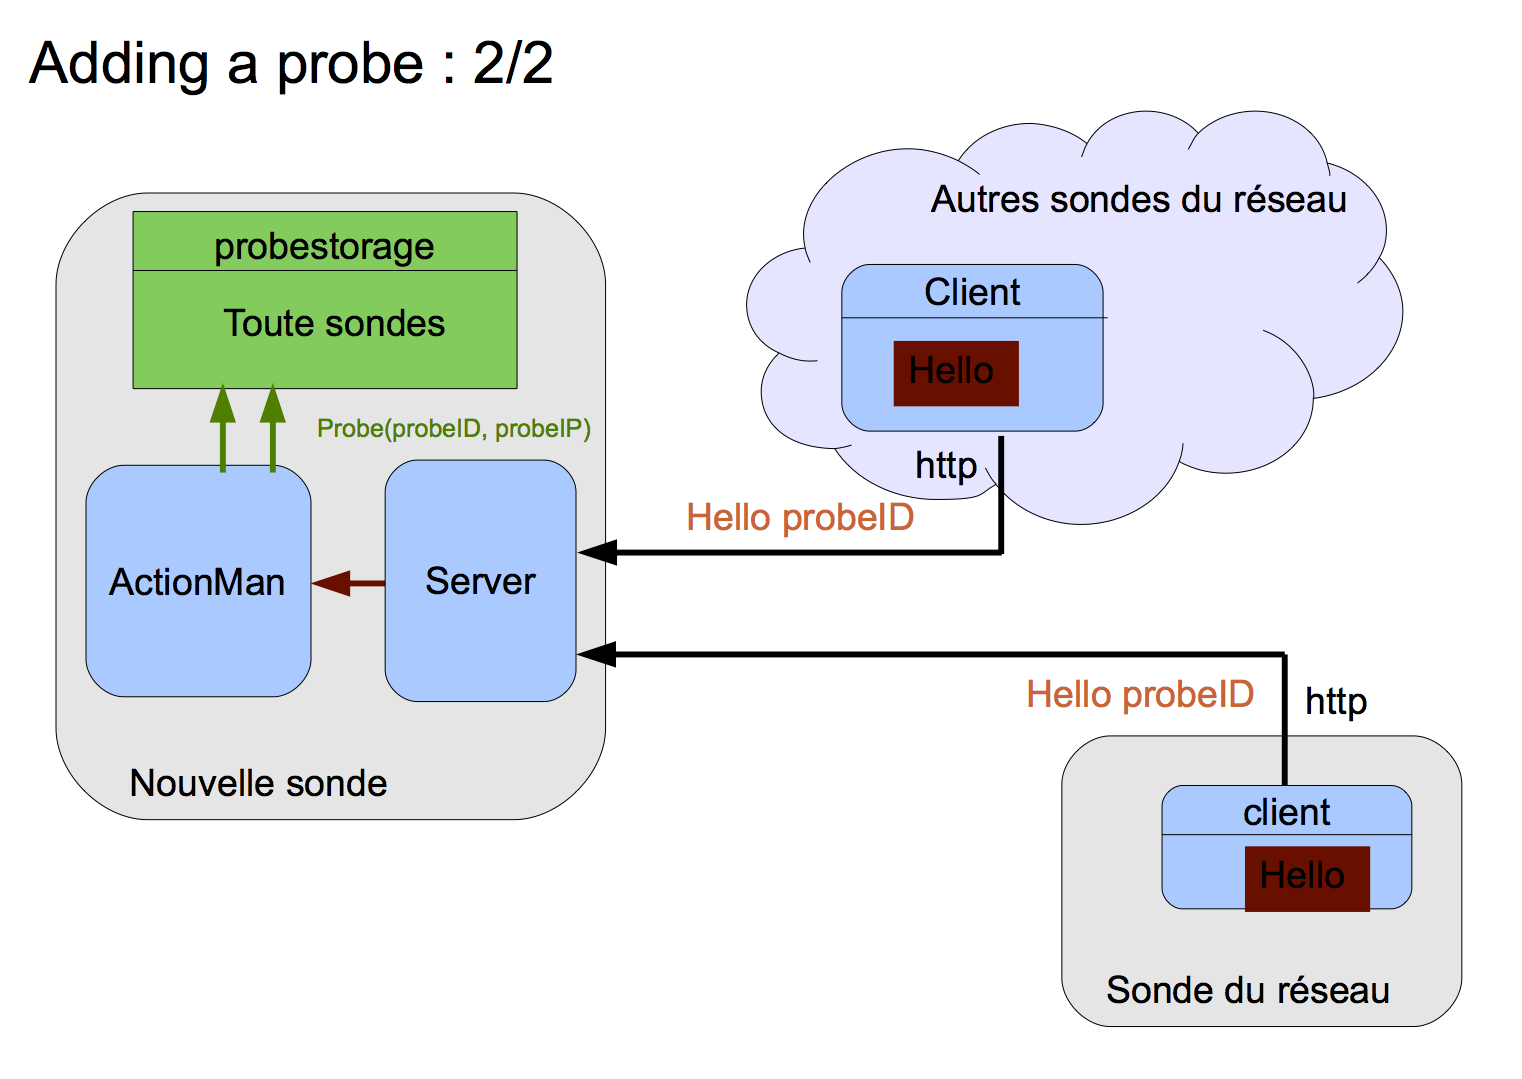 Adding a probe : 2/2
Autres sondes du réseau
probestorage
Toute sondes
Client
Hello
Probe(probeID, probeIP)
http
Hello probeID
ActionMan
Server
Hello probeID
http
Nouvelle sonde
client
Hello
Sonde du réseau